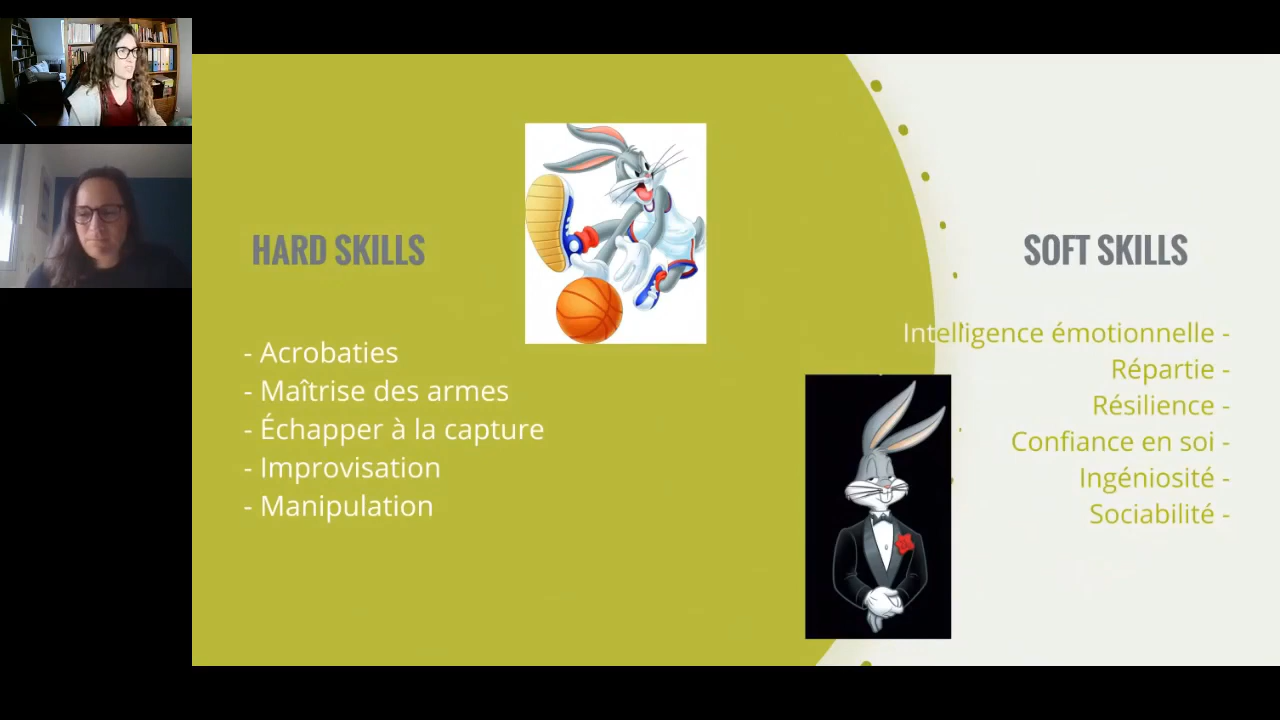 HARD SKILLS
- Acrobaties
- Maîtrise des armes
- Échapper à la capture
- Improvisation
- Manipulation
SOFT SKILLS
Intelligence émotionnelle -
Répartie -
Résilience -
Confiance en soi -
Ingéniosité -
Sociabilité -